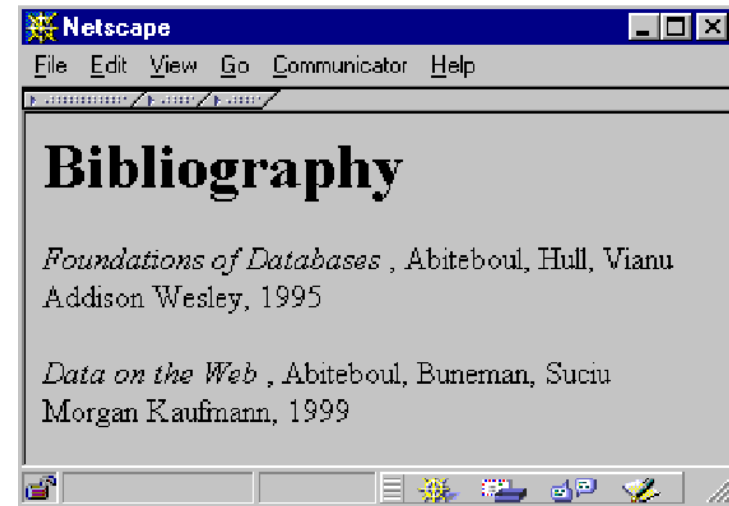 Netscape
File Edit View Go Communicator Help
Bibliography
Foundations of Databases , Abiteboul, Hull, Vianu
Addison Wesley, 1995
Data on the Web , Abiteboul, Buneman, Suciu
Morgan Kaufmann, 1999